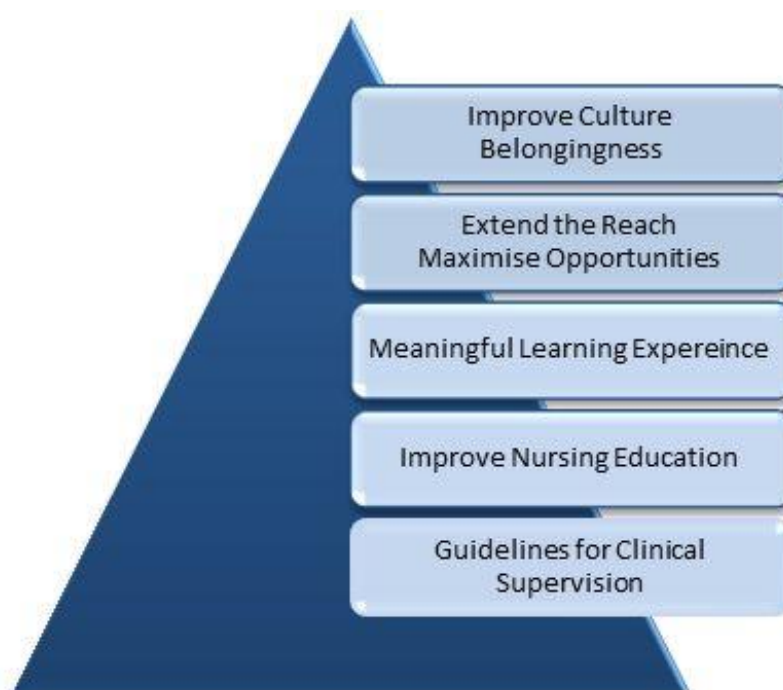 Improve Culture
Belongingness
Extend the Reach
Maximise Opportunities
Meaningful Learning Expereince
Improve Nursing Education
Guidelines for Clinical
Supervision